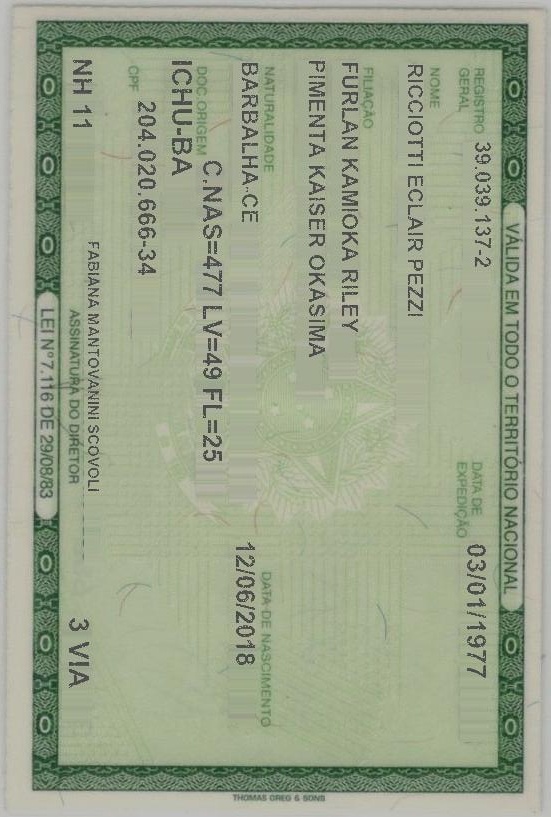 VÁLIDA EM TODO O TERRITÓRIO NACIONAL
REGISTRO GERAL 39.039.137-2 DATA DE EXPEDIÇÃO 03/01/1977
NOME
RICCIOTTI ECLAIR PEZZI
FILIAÇÃO
FURLAN KAMIOKA RILEY
PIMENTA KAISER OKASIMA
NATURALIDADE DATA DE NASCIMENTO
BARBALHA-CE 12/06/2018
DOC.ORIGEM C.NAS=477 LV=49 FL=25
ICHU-BA
CPF 204.020.666-34
NH 11 FABIANA MANTOVANINI SCOVOLI 3 VIA
ASSINATURA DO DIRETOR
LEI Nº 7.116 DE 29/08/83
THOMAS GREG & SONS